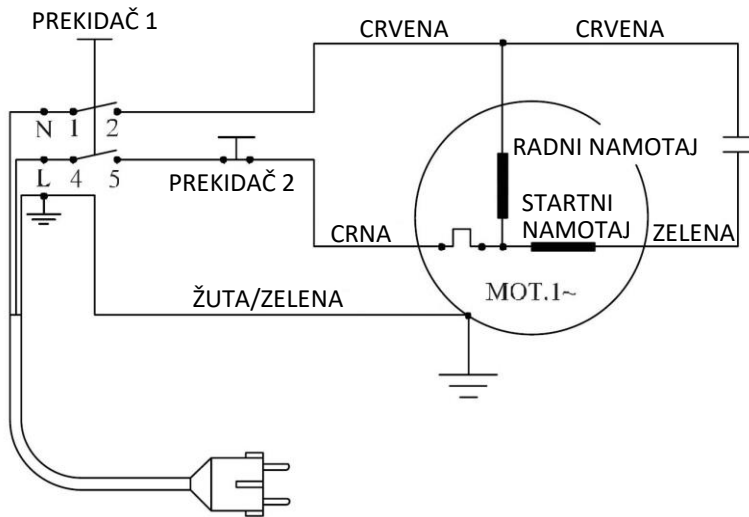 PREKIDAČ 1
CRVENA
CRVENA
N 1 2
RADNI NAMOTAJ
L 4 5
PREKIDAČ 2
STARTNI
NAMOTAJ
CRNA
ZELENA
MOT.1~
ŽUTA/ZELENA